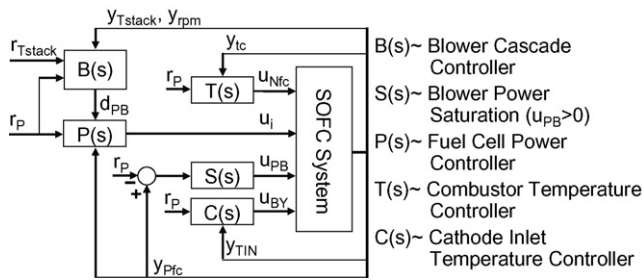 y_Tstack, y_rpm
r_Tstack
B(s)
y_tc
r_P
T(s)
u_Nfc
d_PB
r_P
P(s)
u_i
SOFC System
r_P
−
+
S(s)
u_PB
r_P
C(s)
u_BY
y_TIN
y_Pfc
B(s)~ Blower Cascade
Controller
S(s)~ Blower Power
Saturation (u_PB>0)
P(s)~ Fuel Cell Power
Controller
T(s)~ Combustor Temperature
Controller
C(s)~ Cathode Inlet
Temperature Controller